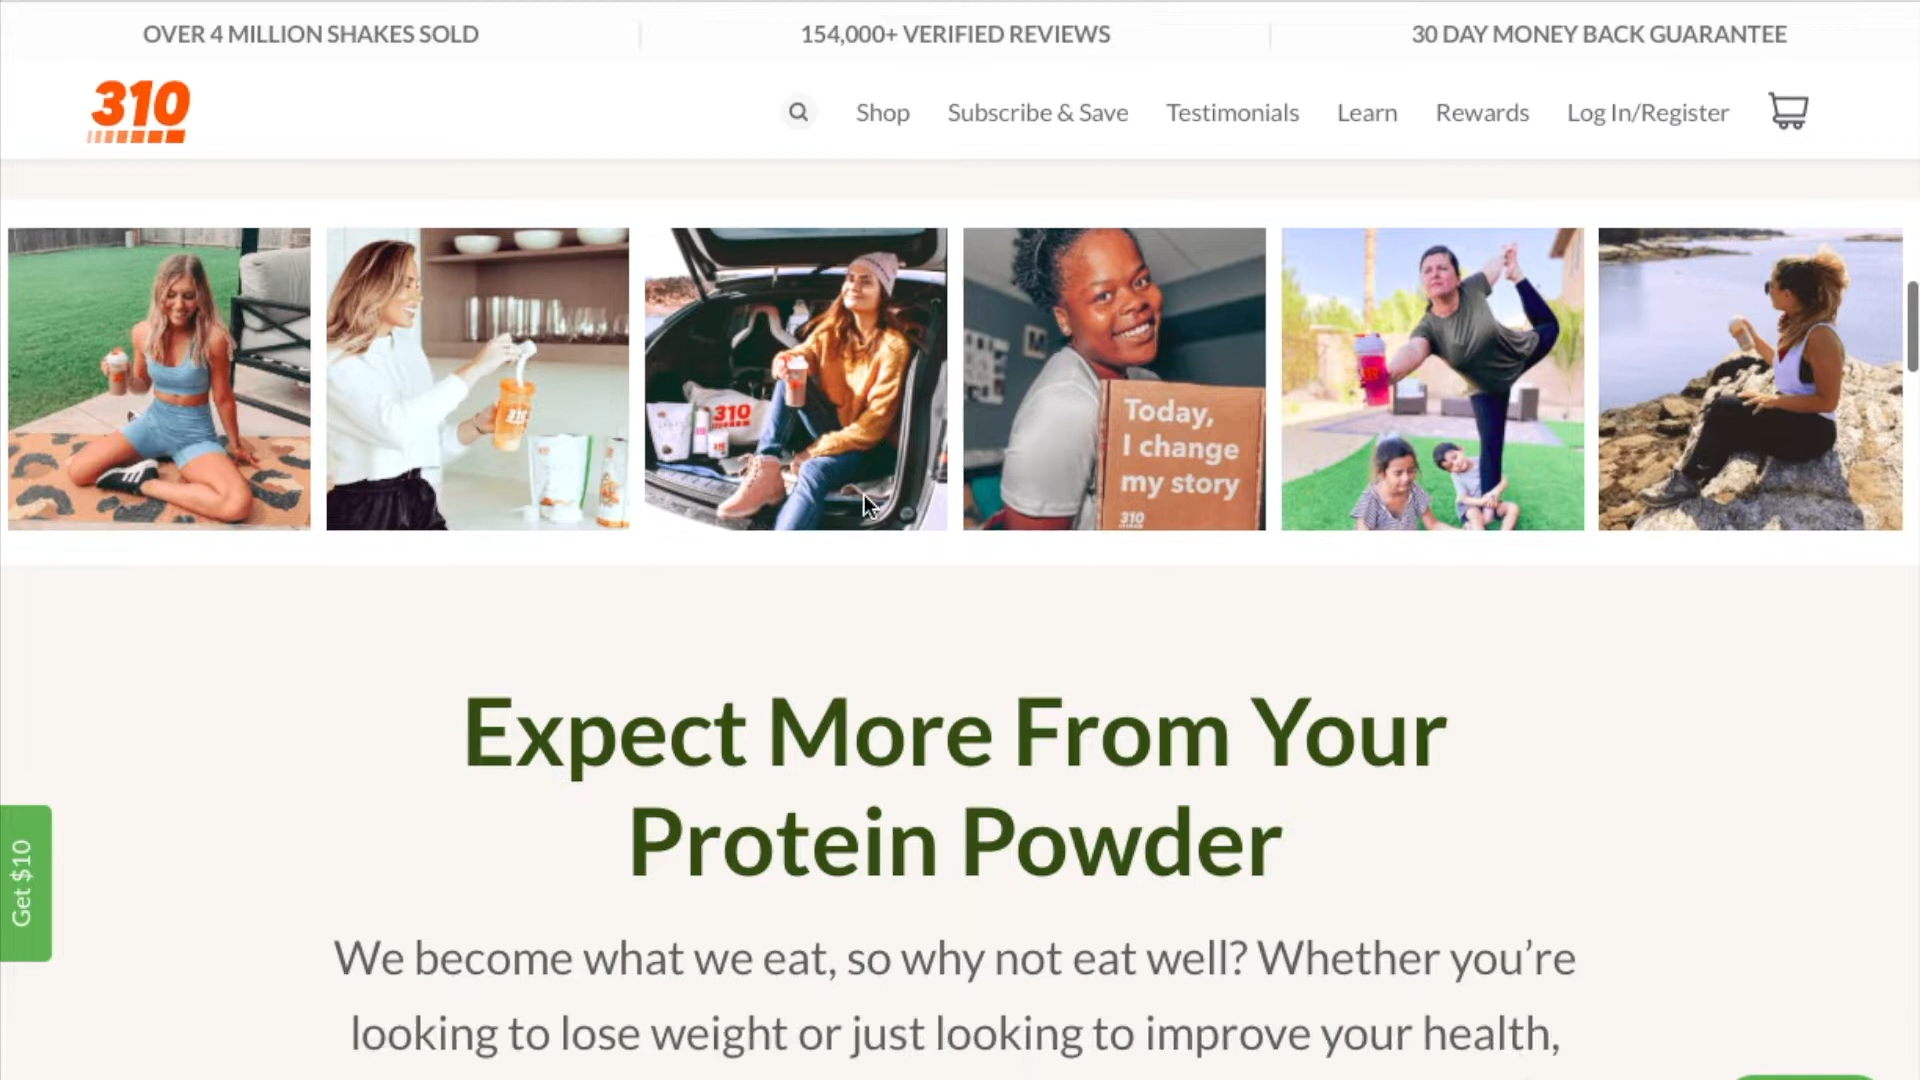 OVER 4 MILLION SHAKES SOLD
154,000+ VERIFIED REVIEWS
30 DAY MONEY BACK GUARANTEE
310
Shop
Subscribe & Save
Testimonials
Learn
Rewards
Log In/Register
310
310
Today,
I change
my story
310
Expect More From Your
Protein Powder
Get $10
We become what we eat, so why not eat well? Whether you’re
looking to lose weight or just looking to improve your health,